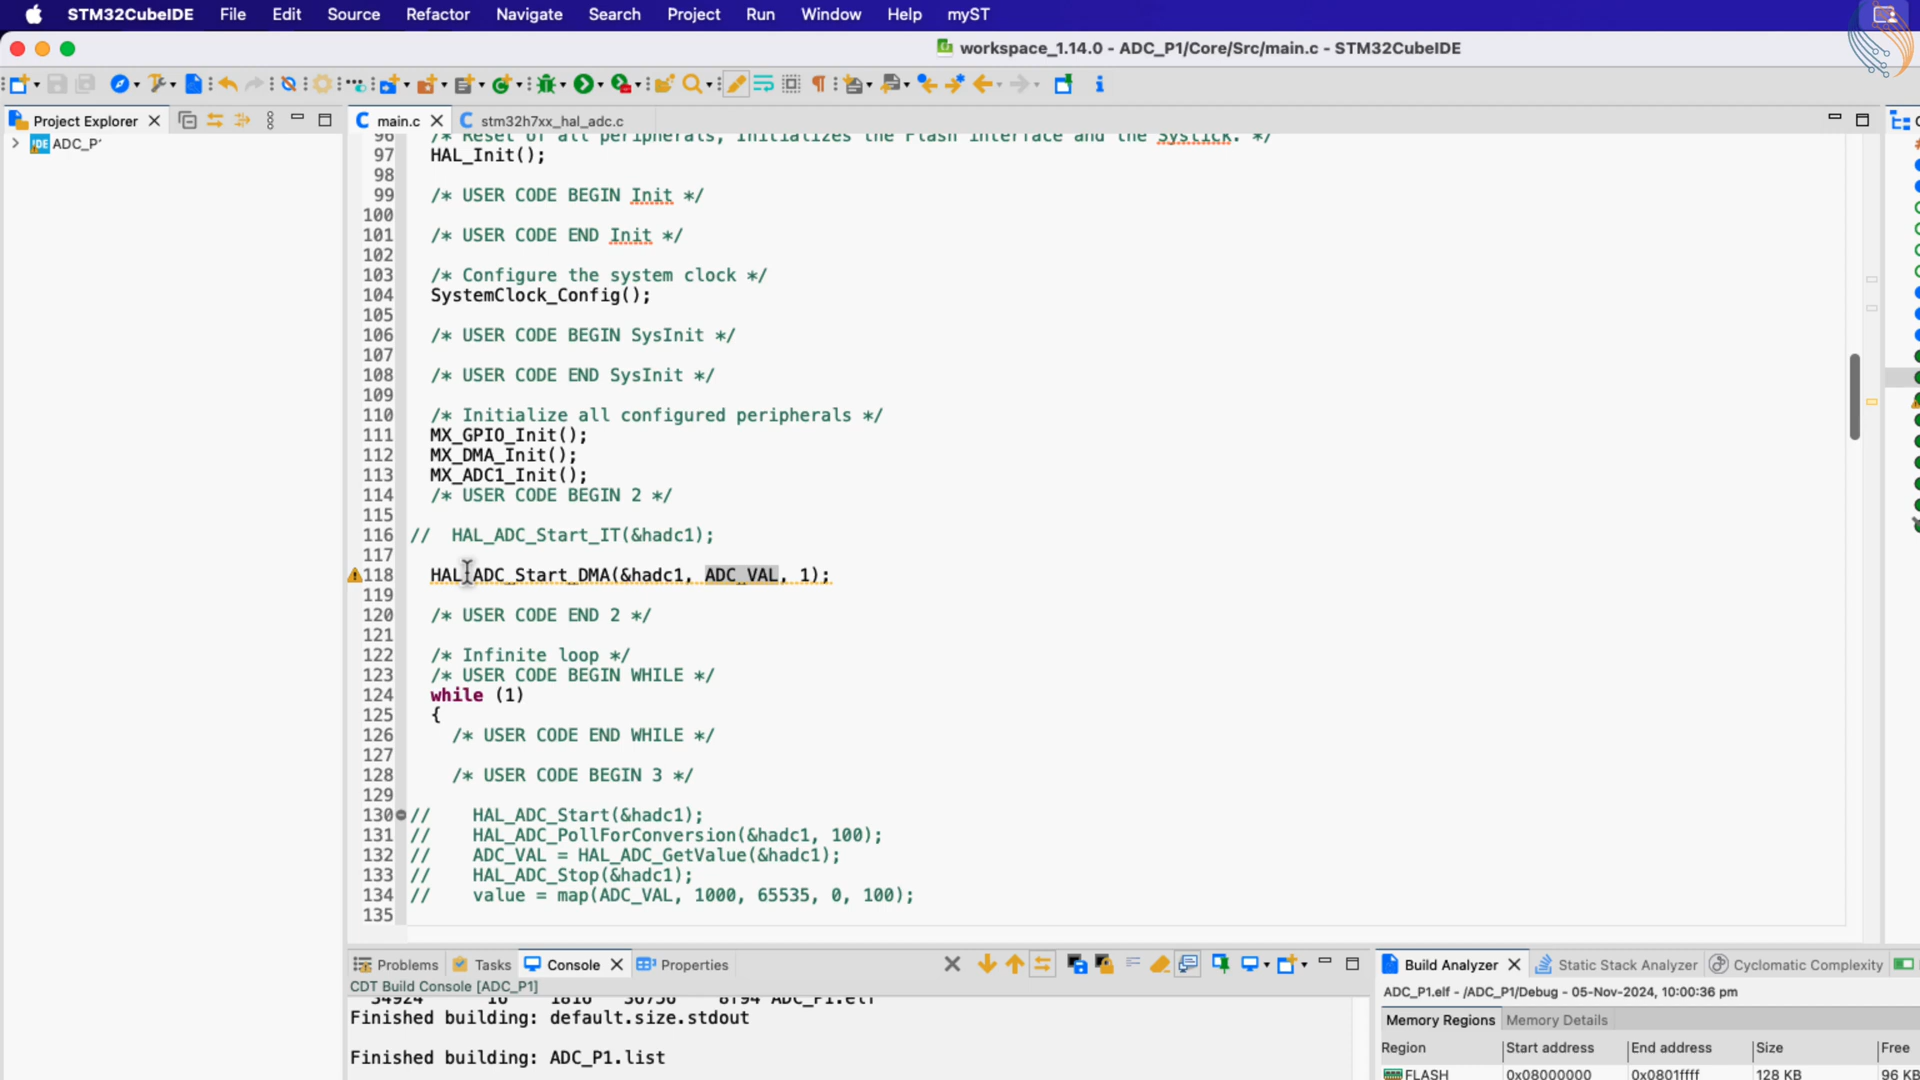 STM32CubeIDE File Edit Source Refactor Navigate Search Project Run Window Help myST
workspace_1.14.0 - ADC_P1/Core/Src/main.c - STM32CubeIDE
Project Explorer
main.c
stm32h7xx_hal_adc.c
96 /* Reset of all peripherals, Initializes the Flash interface and the Systick. */
97 HAL_Init();
98
99 /* USER CODE BEGIN Init */
100
101 /* USER CODE END Init */
102
103 /* Configure the system clock */
104 SystemClock_Config();
105
106 /* USER CODE BEGIN SysInit */
107
108 /* USER CODE END SysInit */
109
110 /* Initialize all configured peripherals */
111 MX_GPIO_Init();
112 MX_DMA_Init();
113 MX_ADC1_Init();
114 /* USER CODE BEGIN 2 */
115
116 // HAL_ADC_Start_IT(&hadc1);
117
118 HAL_ADC_Start_DMA(&hadc1, ADC_VAL, 1);
119
120 /* USER CODE END 2 */
121
122 /* Infinite loop */
123 /* USER CODE BEGIN WHILE */
124 while (1)
125 {
126 /* USER CODE END WHILE */
127
128 /* USER CODE BEGIN 3 */
129
130 // HAL_ADC_Start(&hadc1);
131 // HAL_ADC_PollForConversion(&hadc1, 100);
132 // ADC_VAL = HAL_ADC_GetValue(&hadc1);
133 // HAL_ADC_Stop(&hadc1);
134 // value = map(ADC_VAL, 1000, 65535, 0, 100);
135
Problems Tasks Console Properties
CDT Build Console [ADC_P1]
34924 16 1816 36756 8f94 ADC_P1.elf
Finished building: default.size.stdout
Finished building: ADC_P1.list
Build Analyzer Static Stack Analyzer Cyclomatic Complexity
ADC_P1.elf - /ADC_P1/Debug - 05-Nov-2024, 10:00:36 pm
Memory Regions Memory Details
Region Start address End address Size Free
FLASH 0x08000000 0x0801ffff 128 KB 96 KB